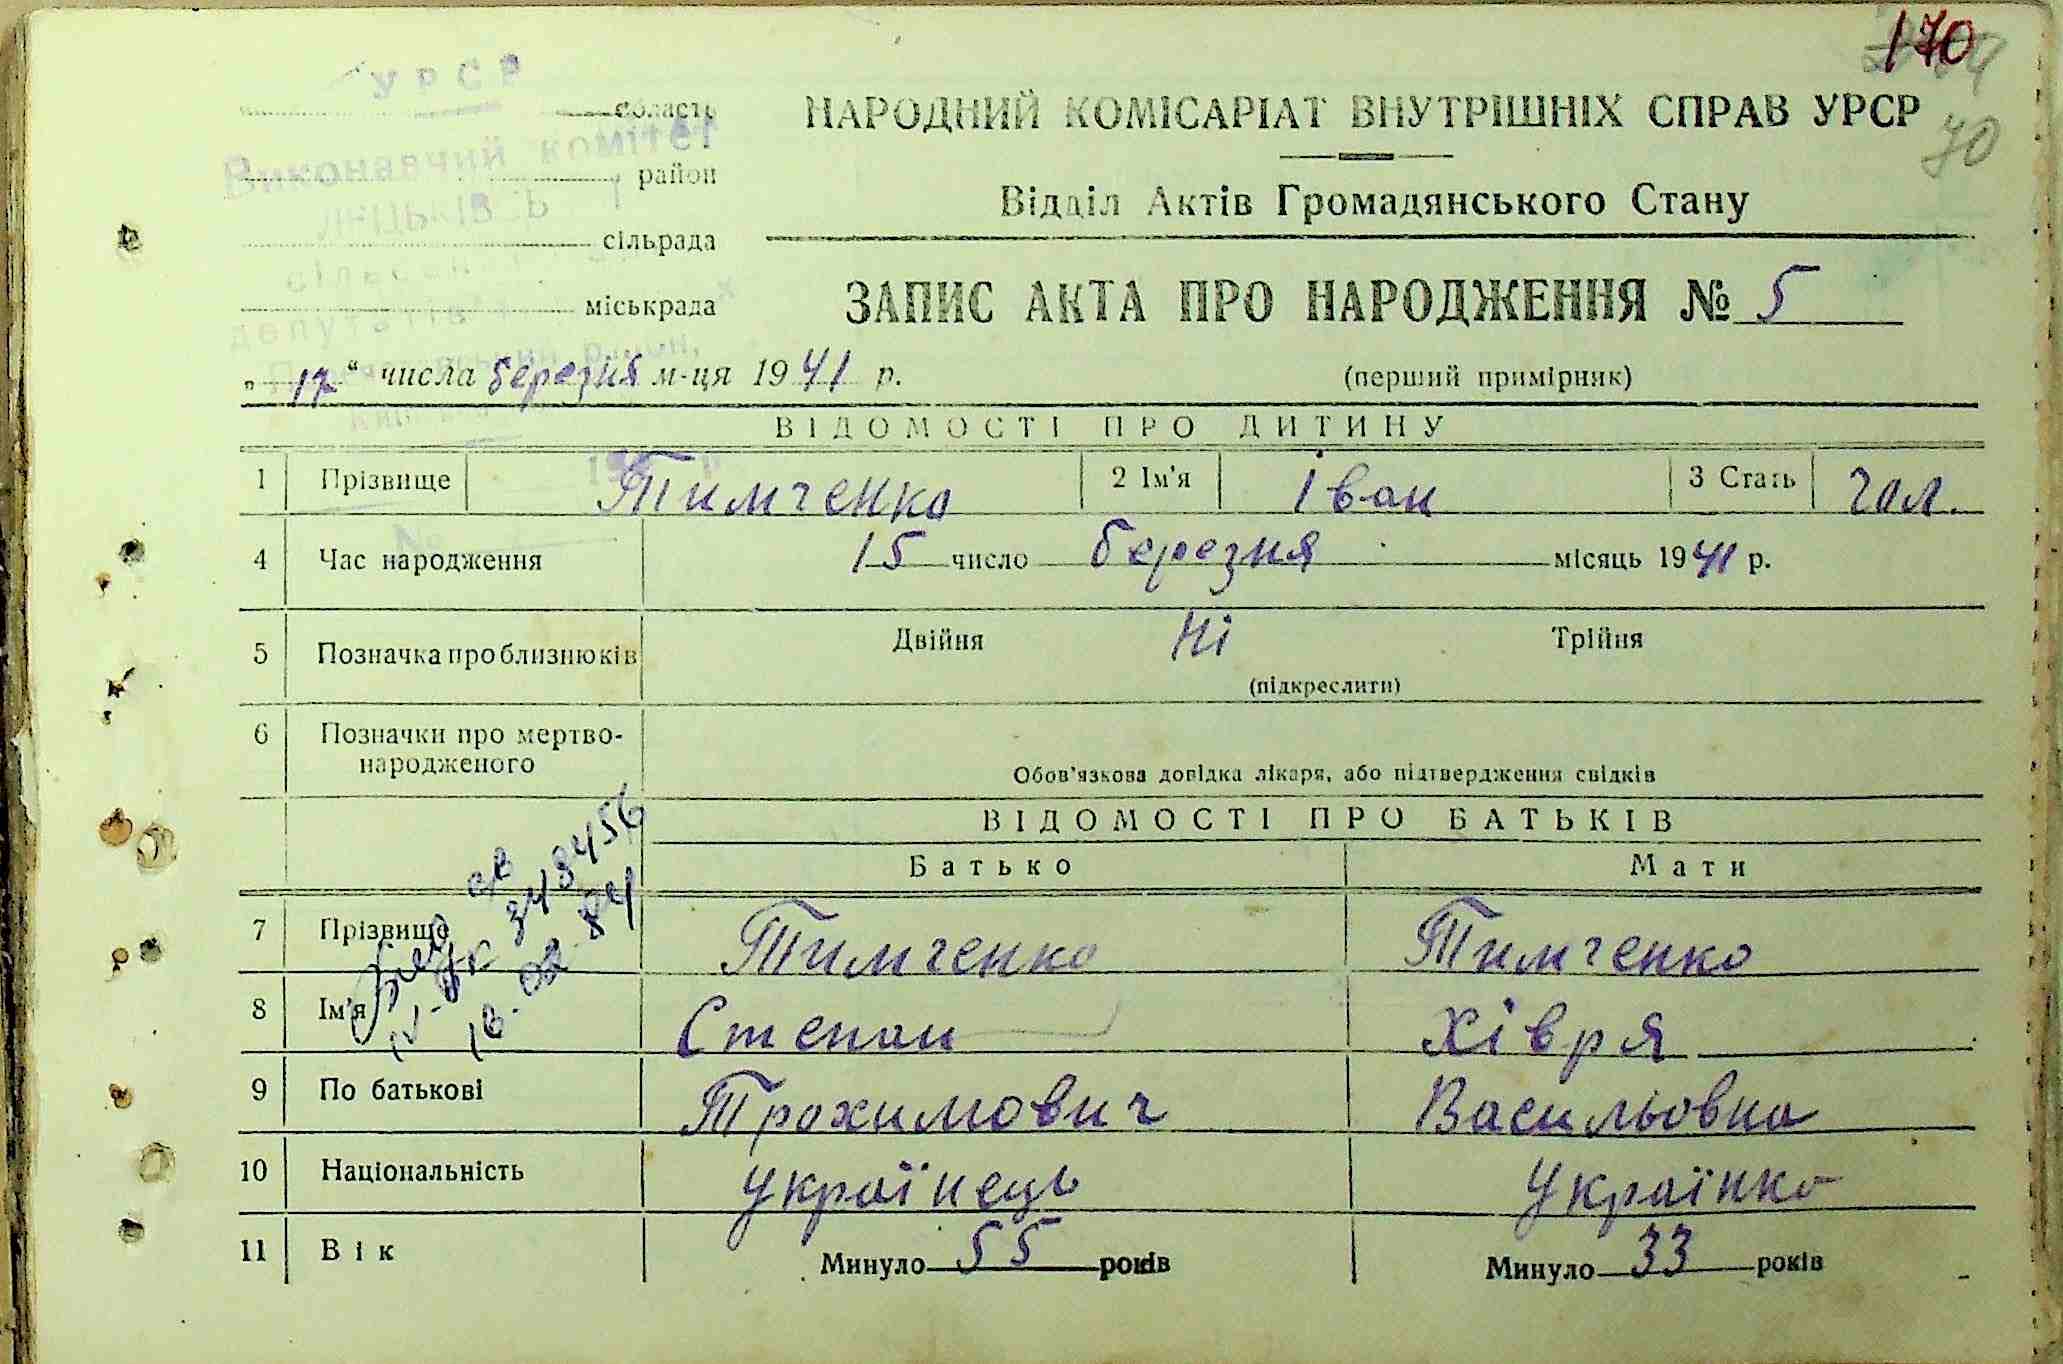 170
70
УРСР
область
Виконавчий комітет
район
сільрада
міськрада
депутатів
НАРОДНИЙ КОМІСАРІАТ ВНУТРІШНІХ СПРАВ УРСР
Відділ Актів Громадянського Стану
ЗАПИС АКТА ПРО НАРОДЖЕННЯ № 5
„ 17 “ числа березня м-ця 1941 р. (перший примірник)
ВІДОМОСТІ ПРО ДИТИНУ
1 Прізвище Тимченко 2 Ім'я Іван 3 Стать чол.
4 Час народження 15 число березня місяць 1941 р.
5 Позначка про близнюків Двійня Ні Трійня
(підкреслити)
6 Позначки про мертво-
народженого
Обов'язкова довідка лікаря, або підтвердження свідків
ВІДОМОСТІ ПРО БАТЬКІВ
Батько Мати
348456
7 Прізвище Тимченко Тимченко
8 Ім'я Степан Хівря
9 По батькові Трохимович Васильовна
10 Національність українець Українка
11 Вік Минуло 55 років Минуло 33 років